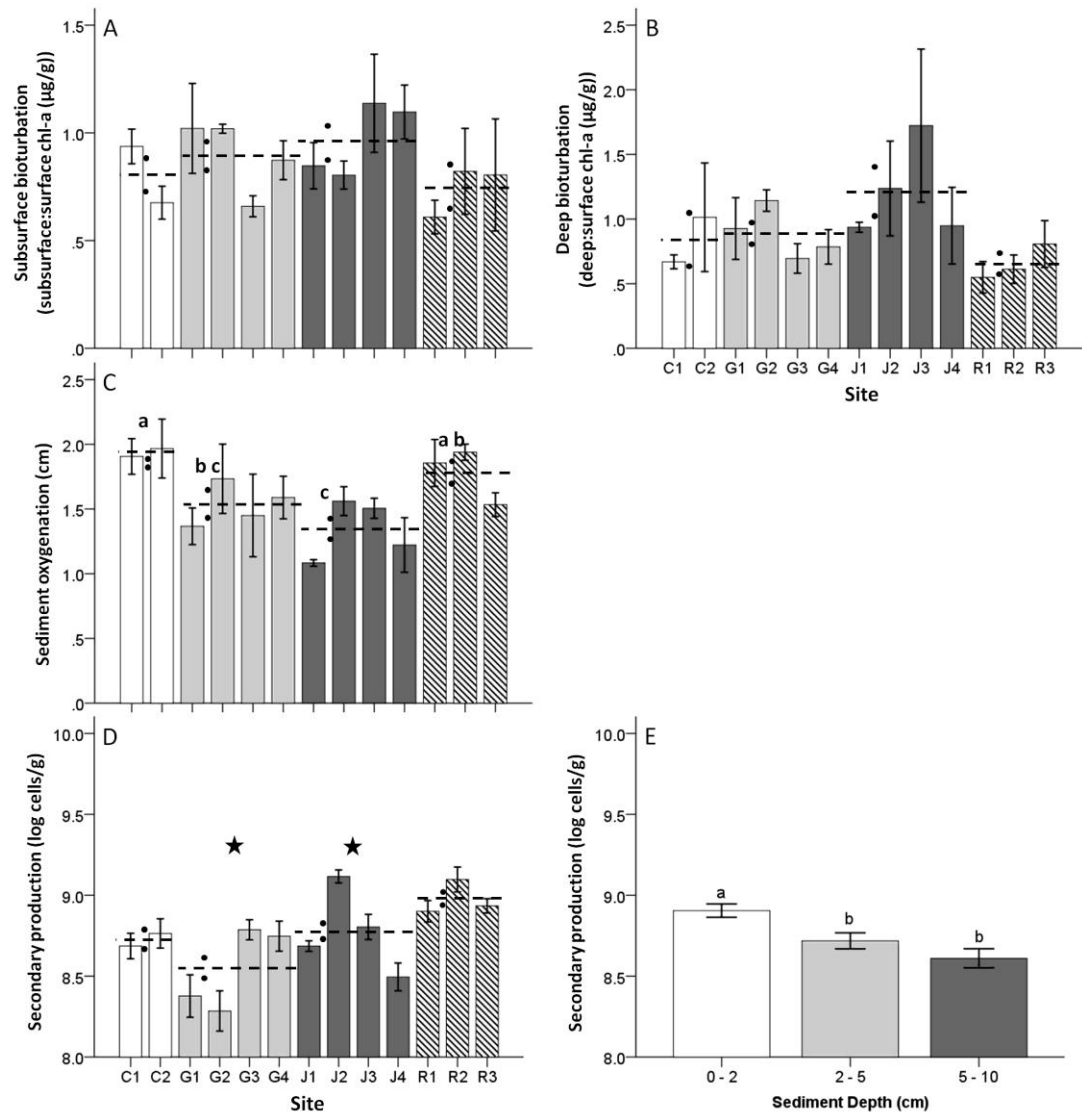 A
Subsurface bioturbation
(subsurface:surface chl-a (µg/g))
1.5
1.0
.5
.0
B
Deep bioturbation
(deep:surface chl-a (µg/g))
2.5
2.0
1.5
1.0
0.5
.0
C1 C2 G1 G2 G3 G4 J1 J2 J3 J4 R1 R2 R3
Site
C
Sediment oxygenation (cm)
2.5
2.0
1.5
1.0
.5
.0
a
b c
c
a b
D
Secondary production (log cells/g)
10.0
9.5
9.0
8.5
8.0
C1 C2 G1 G2 G3 G4 J1 J2 J3 J4 R1 R2 R3
Site
E
Secondary production (log cells/g)
10.0
9.5
9.0
8.5
8.0
a
b
b
0 - 2 2 - 5 5 - 10
Sediment Depth (cm)